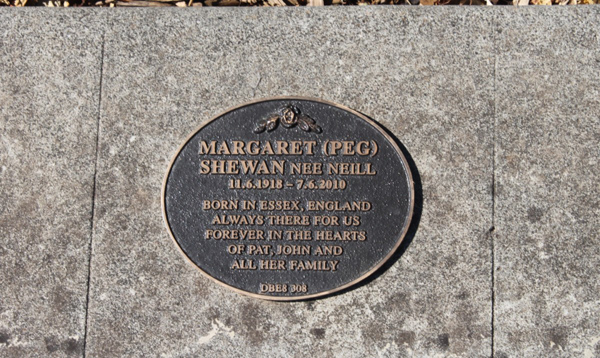 MARGARET (PEG)
SHEWAN NEE NEILL
11.6.1918 – 7.6.2010
BORN IN ESSEX, ENGLAND
ALWAYS THERE FOR US
FOREVER IN THE HEARTS
OF PAT, JOHN AND
ALL HER FAMILY
DBE8 308